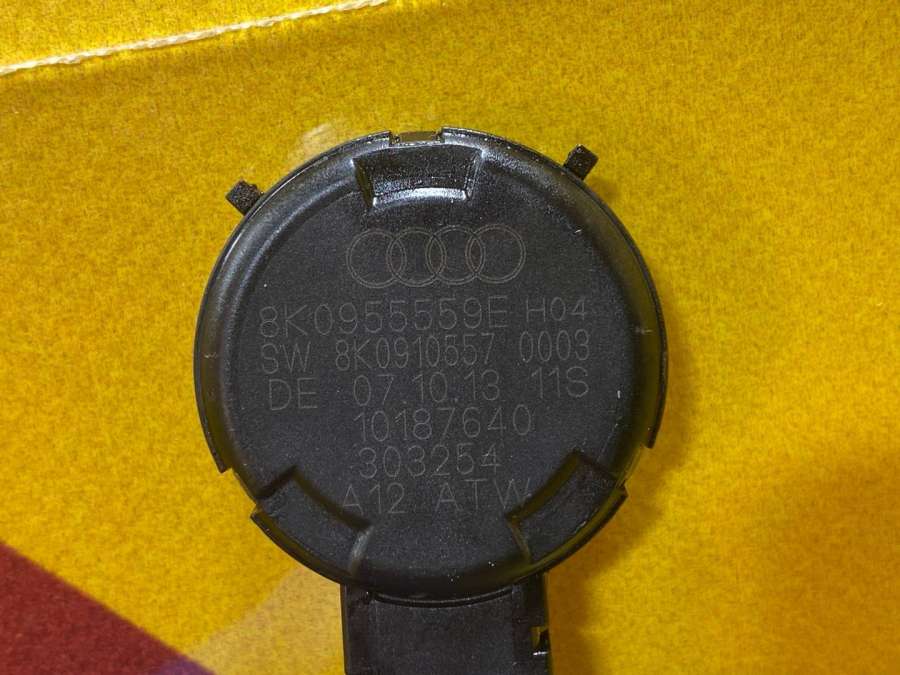 8K0955559E H04
SW 8K0910557 0003
DE 07.10.13 11S
10187640
303254
A12 ATW